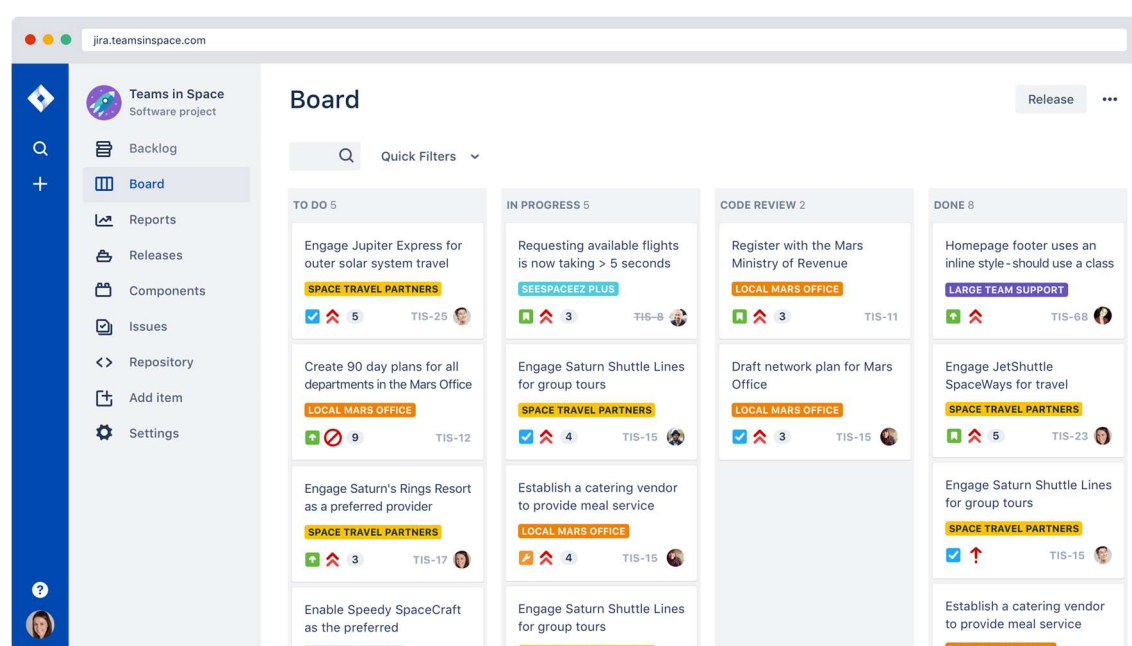 jira.teamsinspace.com
Teams in Space
Software project
Backlog
Board
Reports
Releases
Components
Issues
Repository
Add item
Settings
?
Board
Release
Quick Filters
TO DO 5
Engage Jupiter Express for
outer solar system travel
SPACE TRAVEL PARTNERS
5 TIS-25
Create 90 day plans for all
departments in the Mars Office
LOCAL MARS OFFICE
9 TIS-12
Engage Saturn's Rings Resort
as a preferred provider
SPACE TRAVEL PARTNERS
3 TIS-17
Enable Speedy SpaceCraft
as the preferred
IN PROGRESS 5
Requesting available flights
is now taking > 5 seconds
SEESPACEEZ PLUS
3 TIS-8
Engage Saturn Shuttle Lines
for group tours
SPACE TRAVEL PARTNERS
4 TIS-15
Establish a catering vendor
to provide meal service
LOCAL MARS OFFICE
4 TIS-15
Engage Saturn Shuttle Lines
for group tours
CODE REVIEW 2
Register with the Mars
Ministry of Revenue
LOCAL MARS OFFICE
3 TIS-11
Draft network plan for Mars
Office
LOCAL MARS OFFICE
3 TIS-15
DONE 8
Homepage footer uses an
inline style-should use a class
LARGE TEAM SUPPORT
TIS-68
Engage JetShuttle
SpaceWays for travel
SPACE TRAVEL PARTNERS
5 TIS-23
Engage Saturn Shuttle Lines
for group tours
SPACE TRAVEL PARTNERS
TIS-15
Establish a catering vendor
to provide meal service